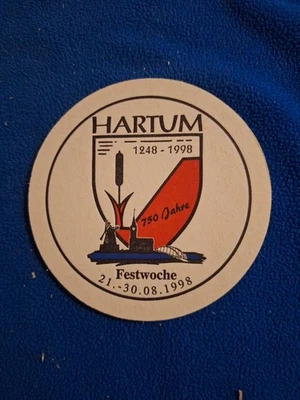 HARTUM
1248 - 1998
750 Jahre
Festwoche
21.-30.08.1998